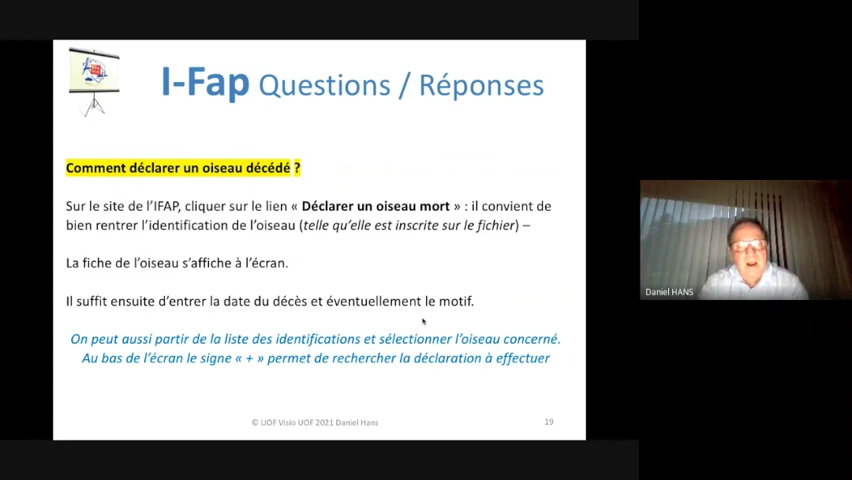 I-Fap Questions / Réponses
Comment déclarer un oiseau décédé ?
Sur le site de l'IFAP, cliquer sur le lien « Déclarer un oiseau mort » : il convient de
bien rentrer l'identification de l'oiseau (telle qu'elle est inscrite sur le fichier) –
La fiche de l'oiseau s'affiche à l'écran.
Il suffit ensuite d'entrer la date du décès et éventuellement le motif.
On peut aussi partir de la liste des identifications et sélectionner l'oiseau concerné.
Au bas de l'écran le signe « + » permet de rechercher la déclaration à effectuer
© UOF Visio UOF 2021 Daniel Hans
19
Daniel HANS